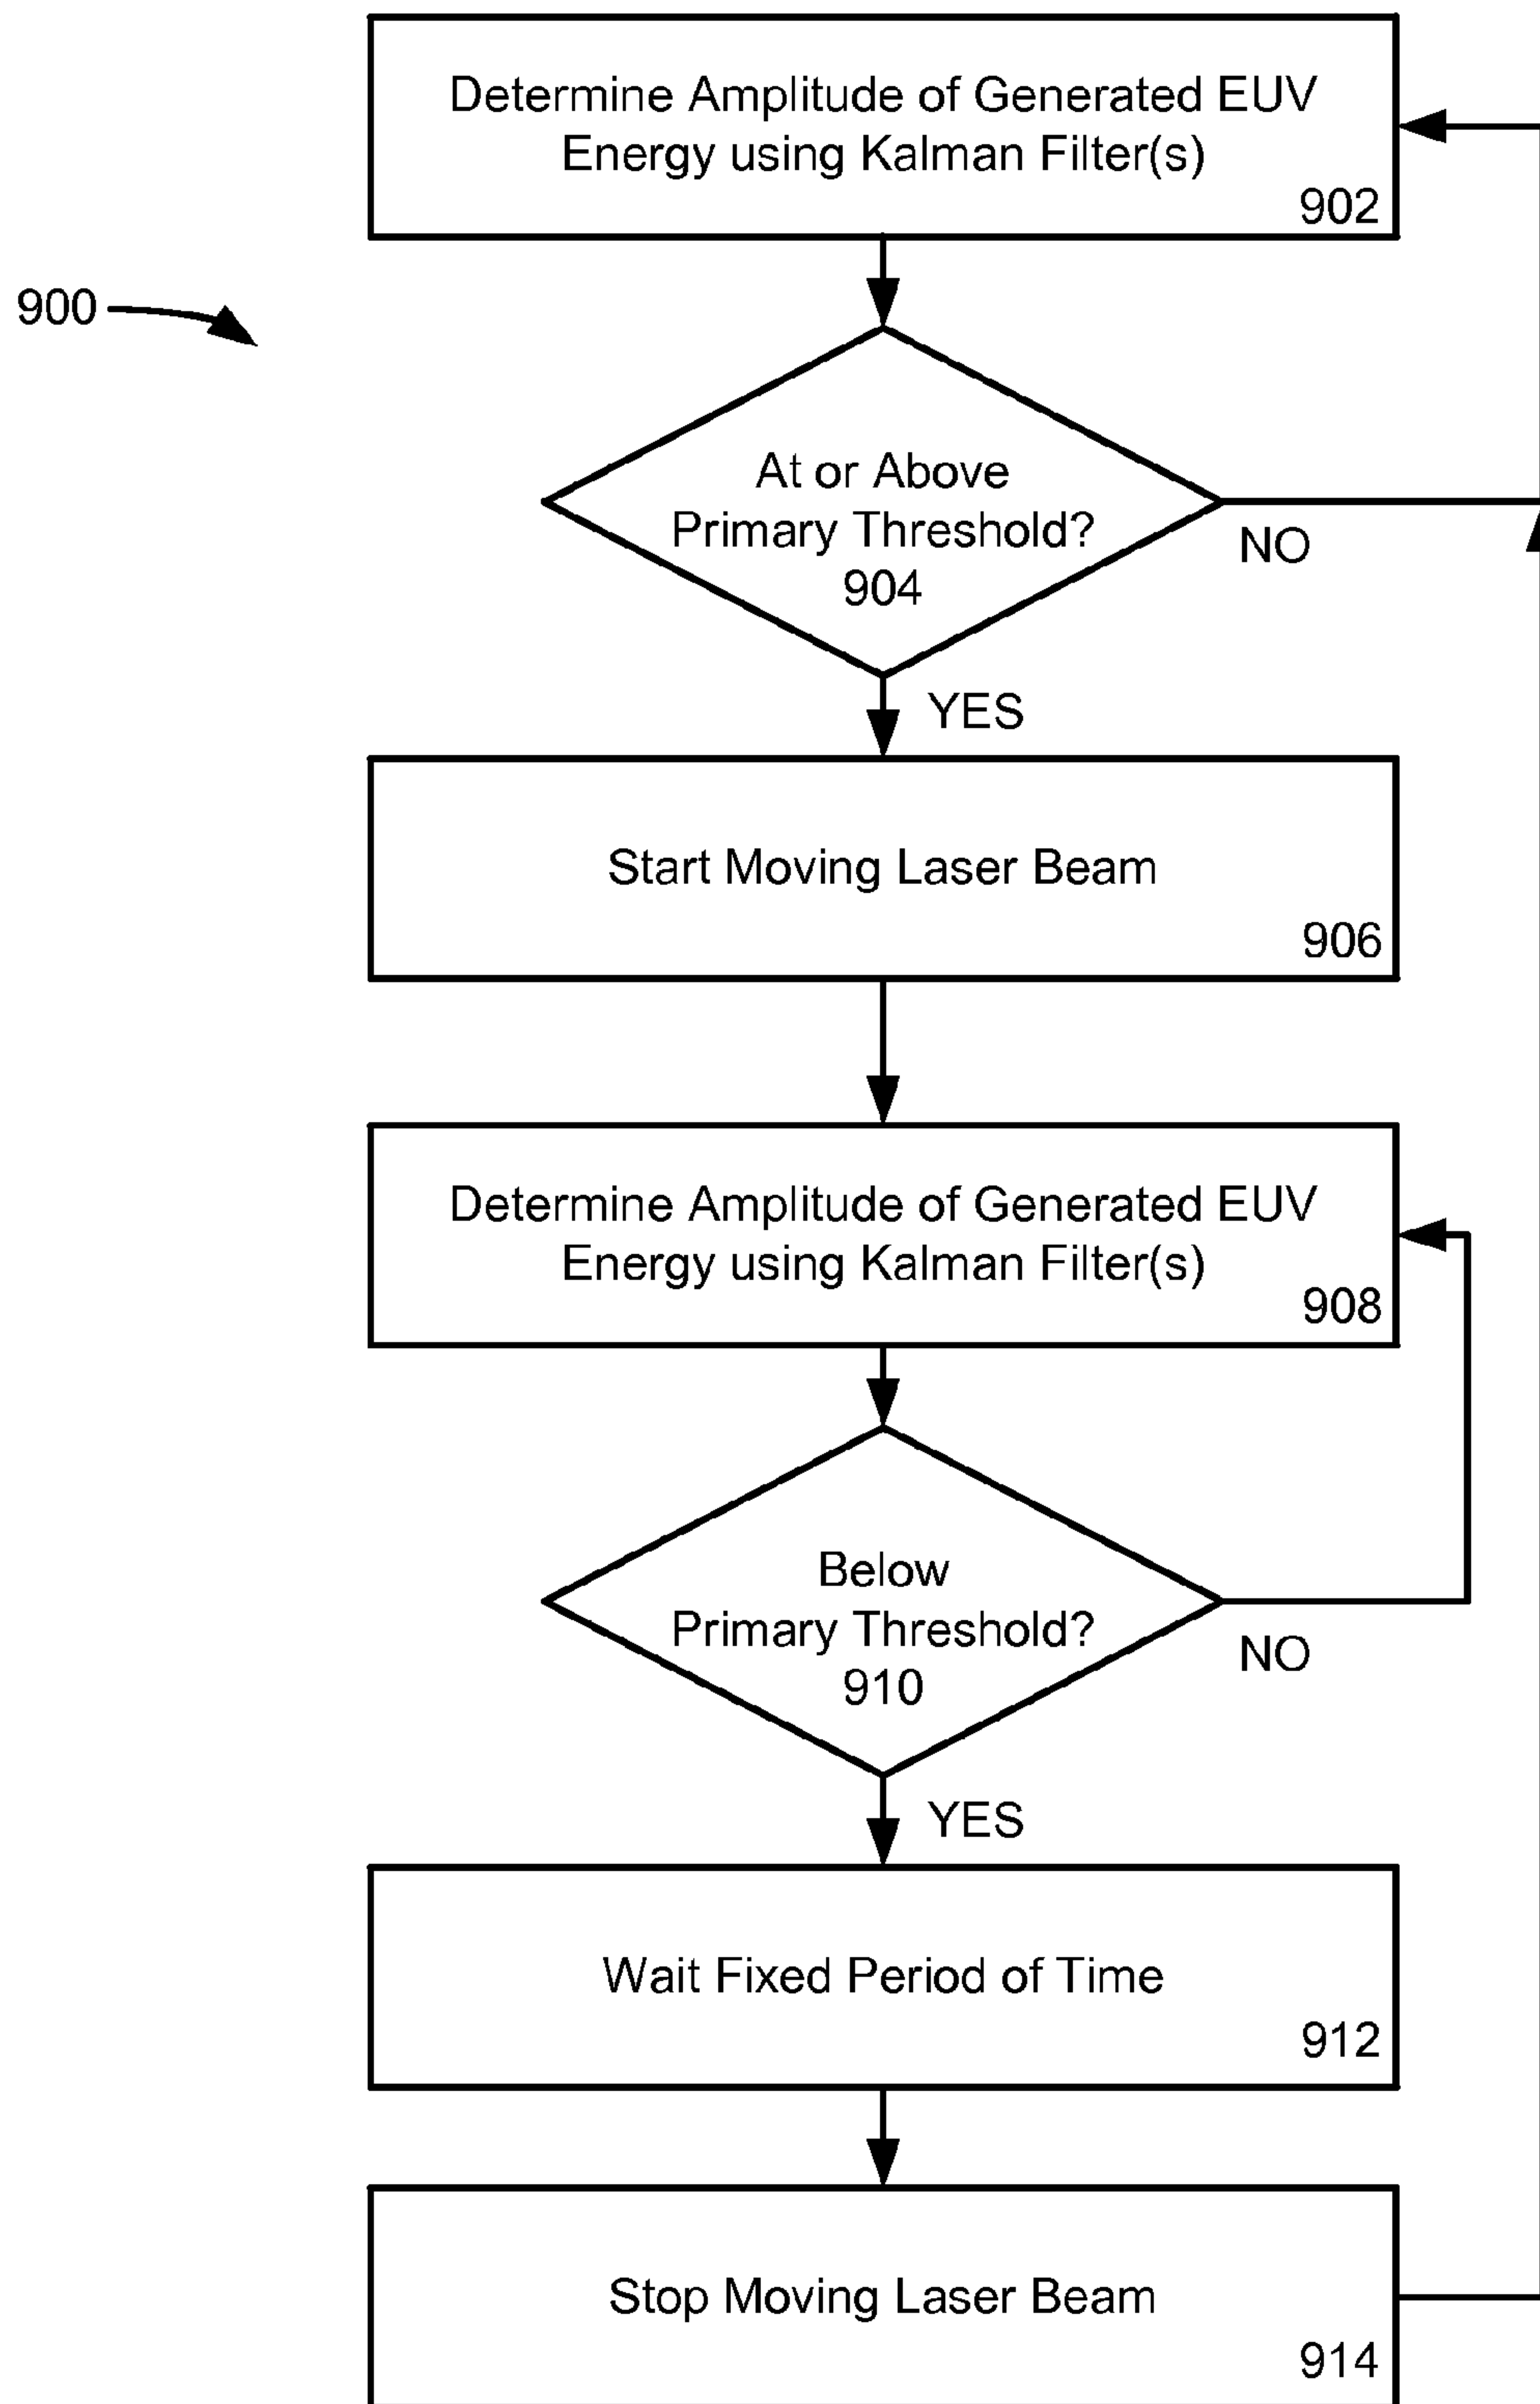 Determine Amplitude of Generated EUV
Energy using Kalman Filter(s)
902
900
At or Above
Primary Threshold?
904
NO
YES
Start Moving Laser Beam
906
Determine Amplitude of Generated EUV
Energy using Kalman Filter(s)
908
Below
Primary Threshold?
910
NO
YES
Wait Fixed Period of Time
912
Stop Moving Laser Beam
914